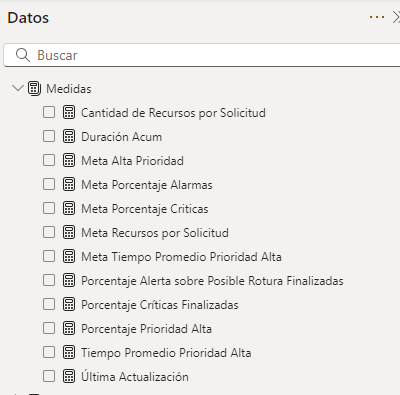 Datos
Buscar
Medidas
Cantidad de Recursos por Solicitud
Duración Acum
Meta Alta Prioridad
Meta Porcentaje Alarmas
Meta Porcentaje Criticas
Meta Recursos por Solicitud
Meta Tiempo Promedio Prioridad Alta
Porcentaje Alerta sobre Posible Rotura Finalizadas
Porcentaje Críticas Finalizadas
Porcentaje Prioridad Alta
Tiempo Promedio Prioridad Alta
Última Actualización